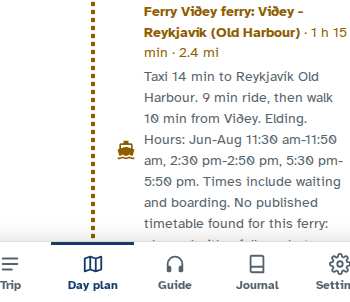 Ferry Viðey ferry: Viðey –
Reykjavík (Old Harbour) · 1 h 15
min · 2.4 mi
Taxi 14 min to Reykjavík Old
Harbour. 9 min ride, then walk
10 min from Viðey. Elding.
Hours: Jun-Aug 11:30 am-11:50
am, 2:30 pm-2:50 pm, 5:30 pm-
5:50 pm. Times include waiting
and boarding. No published
timetable found for this ferry:
Trip
Day plan
Guide
Journal
Settin